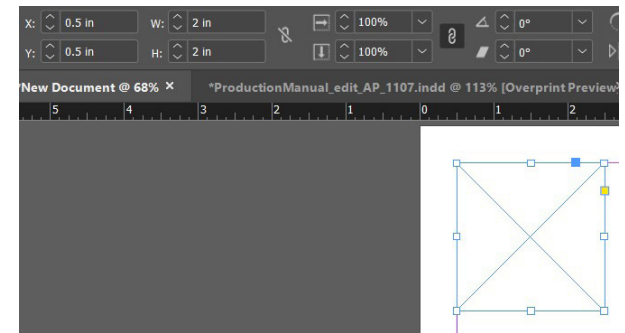 X: 0.5 in W: 2 in 100% 0°
Y: 0.5 in H: 2 in 100% 0°
*New Document @ 68% × *ProductionManual_edit_AP_1107.indd @ 113% [Overprint Preview
5 4 3 2 1 0 1 2